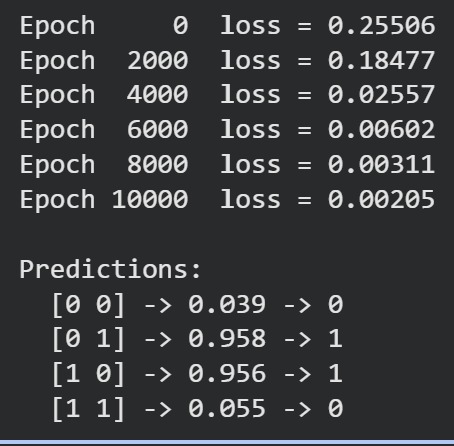 Epoch     0  loss = 0.25506
Epoch  2000  loss = 0.18477
Epoch  4000  loss = 0.02557
Epoch  6000  loss = 0.00602
Epoch  8000  loss = 0.00311
Epoch 10000  loss = 0.00205

Predictions:
  [0 0] -> 0.039 -> 0
  [0 1] -> 0.958 -> 1
  [1 0] -> 0.956 -> 1
  [1 1] -> 0.055 -> 0